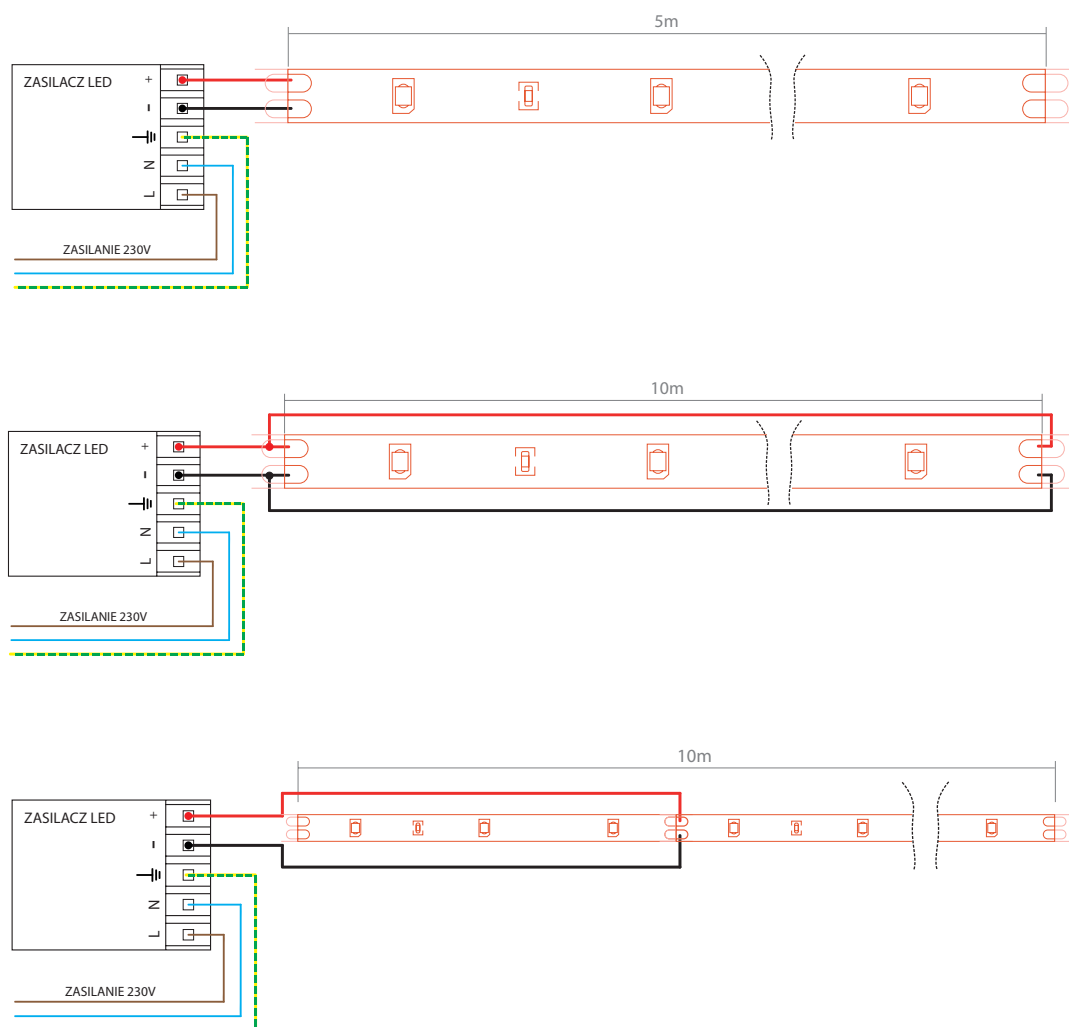 5m
ZASILACZ LED
+
-
N
L
ZASILANIE 230V
10m
ZASILACZ LED
+
-
N
L
ZASILANIE 230V
10m
ZASILACZ LED
+
-
N
L
ZASILANIE 230V